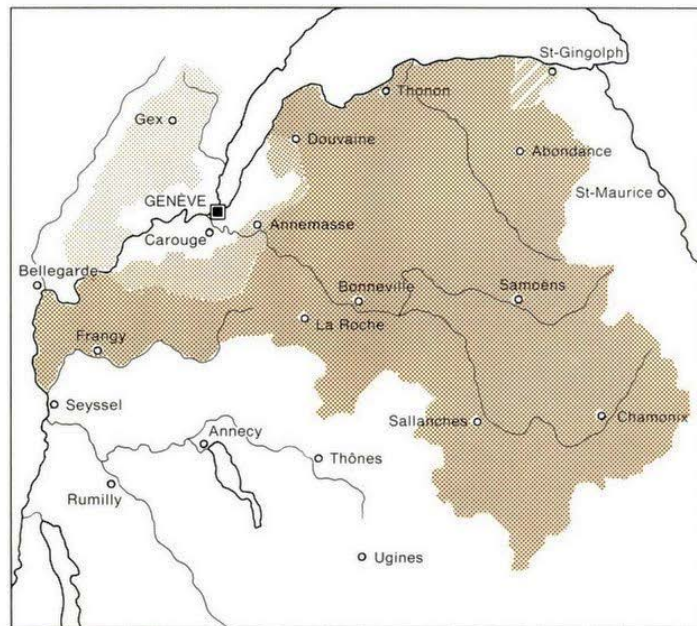 St-Gingolph
Thonon
Gex
Douvaine
Abondance
GENÈVE
St-Maurice
Annemasse
Carouge
Bellegarde
Bonneville
Samoëns
La Roche
Frangy
Seyssel
Sallanches
Chamonix
Annecy
Thônes
Rumilly
Ugines